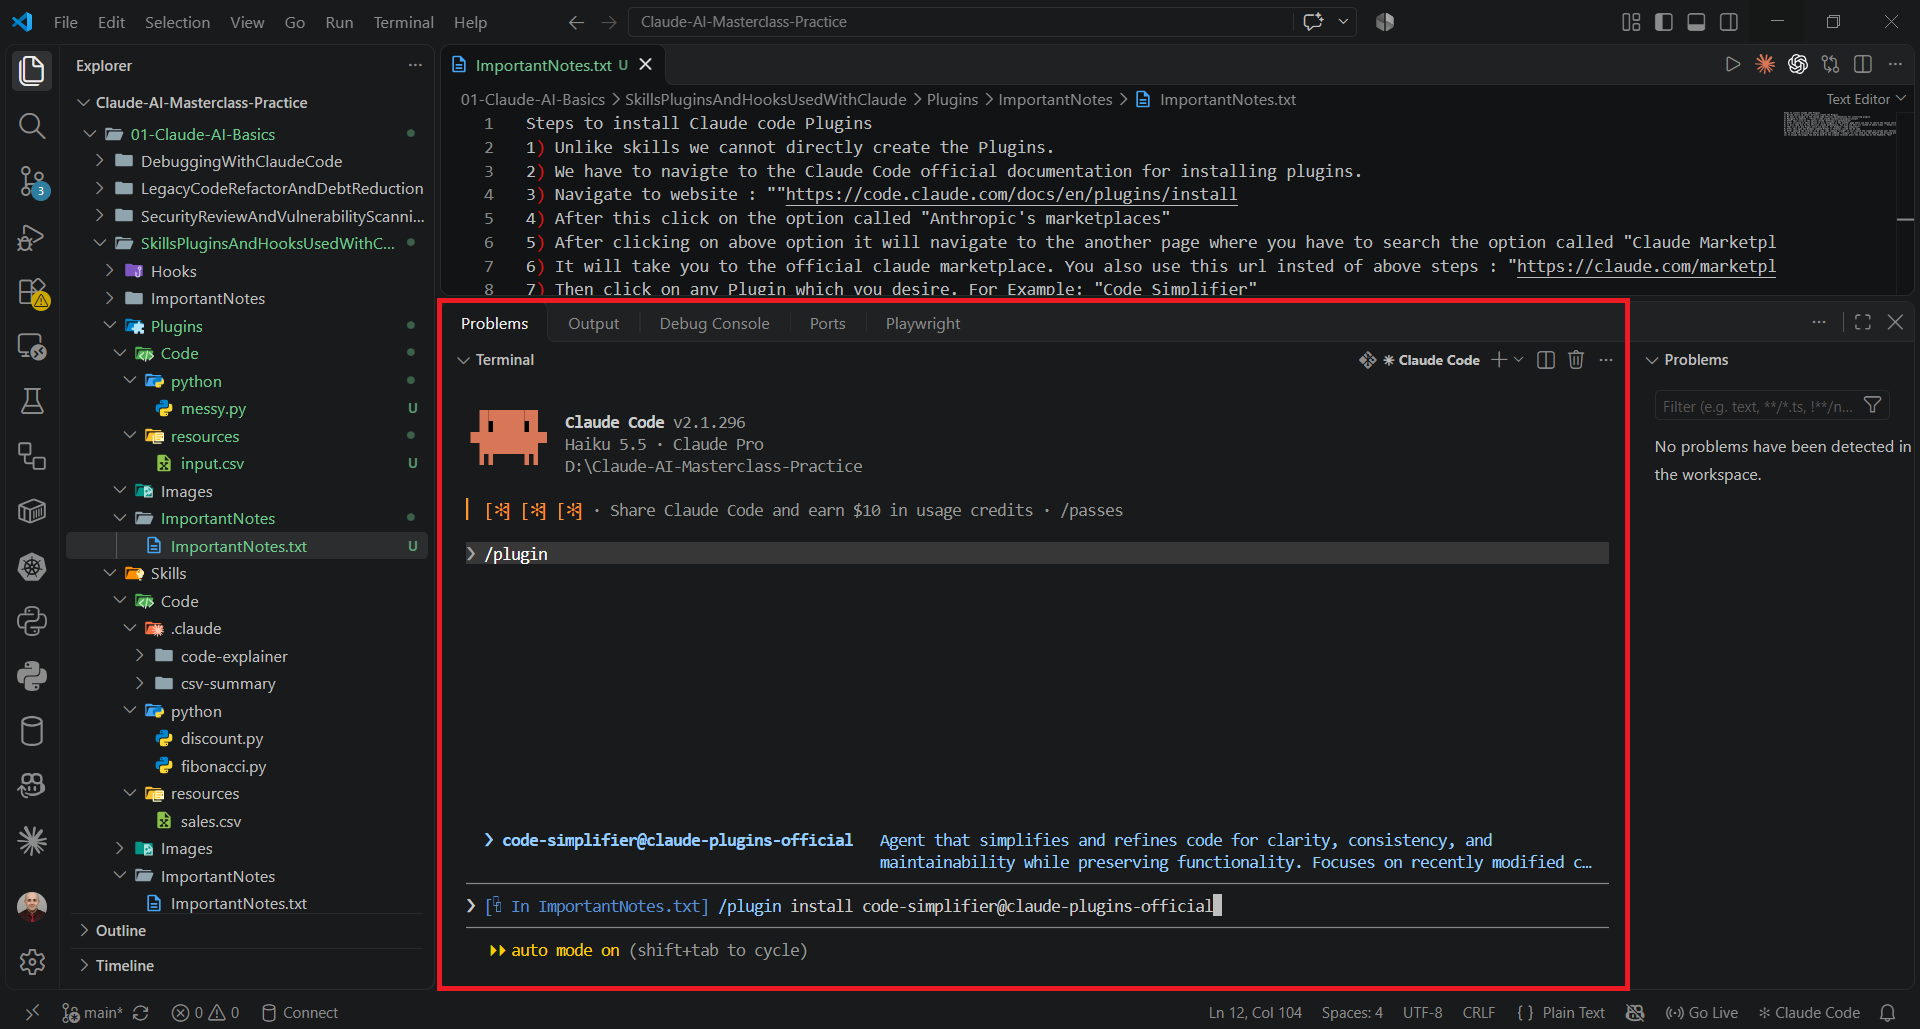 File Edit Selection View Go Run Terminal Help
Claude-AI-Masterclass-Practice
Explorer
Claude-AI-Masterclass-Practice
01-Claude-AI-Basics
DebuggingWithClaudeCode
LegacyCodeRefactorAndDebtReduction
SecurityReviewAndVulnerabilityScanni...
SkillsPluginsAndHooksUsedWithC...
Hooks
ImportantNotes
Plugins
Code
python
messy.py U
resources
input.csv U
Images
ImportantNotes
ImportantNotes.txt U
Skills
Code
.claude
code-explainer
csv-summary
python
discount.py
fibonacci.py
resources
sales.csv
Images
ImportantNotes
ImportantNotes.txt
Outline
Timeline
3
ImportantNotes.txt U
01-Claude-AI-Basics > SkillsPluginsAndHooksUsedWithClaude > Plugins > ImportantNotes > ImportantNotes.txt
Text Editor
1 Steps to install Claude code Plugins
2 1) Unlike skills we cannot directly create the Plugins.
3 2) We have to navigte to the Claude Code official documentation for installing plugins.
4 3) Navigate to website : ""https://code.claude.com/docs/en/plugins/install
5 4) After this click on the option called "Anthropic's marketplaces"
6 5) After clicking on above option it will navigate to the another page where you have to search the option called "Claude Marketpl
7 6) It will take you to the official claude marketplace. You also use this url insted of above steps : "https://claude.com/marketpl
8 7) Then click on any Plugin which you desire. For Example: "Code Simplifier"
Problems Output Debug Console Ports Playwright
Terminal
Claude Code
Claude Code v2.1.296
Haiku 5.5 · Claude Pro
D:\Claude-AI-Masterclass-Practice
· Share Claude Code and earn $10 in usage credits · /passes
❯ /plugin
❯ code-simplifier@claude-plugins-official Agent that simplifies and refines code for clarity, consistency, and
maintainability while preserving functionality. Focuses on recently modified c…
❯ [In ImportantNotes.txt] /plugin install code-simplifier@claude-plugins-official
auto mode on (shift+tab to cycle)
Problems
Filter (e.g. text, **/*.ts, !**/n...
No problems have been detected in
the workspace.
main* 0 0 Connect
Ln 12, Col 104 Spaces: 4 UTF-8 CRLF { } Plain Text Go Live Claude Code